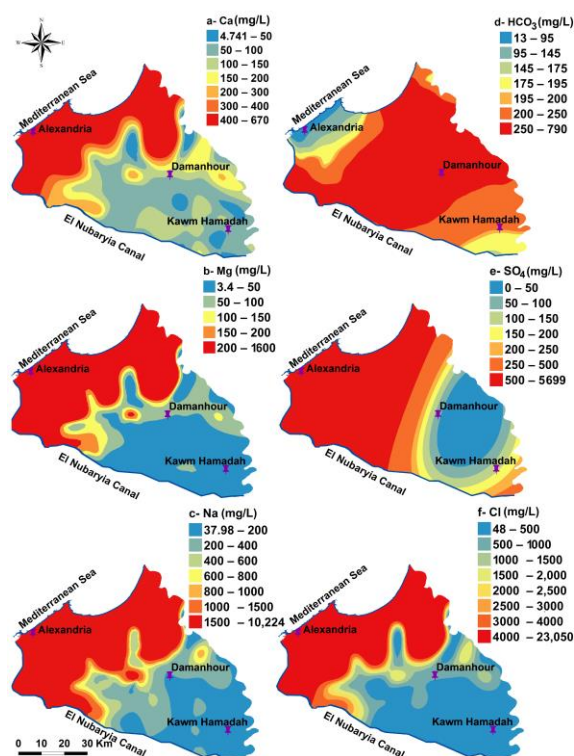 a- Ca (mg/L)
4.741 – 50
50 – 100
100 – 150
150 – 200
200 – 300
300 – 400
400 – 670
N
W E
S
Mediterranean Sea
Alexandria
Damanhour
Kawm Hamadah
El Nubaryia Canal
d- HCO3 (mg/L)
13 – 95
95 – 145
145 – 175
175 – 195
195 – 200
200 – 250
250 – 790
Mediterranean Sea
Alexandria
Damanhour
Kawm Hamadah
El Nubaryia Canal
b- Mg (mg/L)
3.4 – 50
50 – 100
100 – 150
150 – 200
200 – 1600
Mediterranean Sea
Alexandria
Damanhour
Kawm Hamadah
El Nubaryia Canal
e- SO4 (mg/L)
0 – 50
50 – 100
100 – 150
150 – 200
200 – 250
250 – 500
500 – 5699
Mediterranean Sea
Alexandria
Damanhour
Kawm Hamadah
El Nubaryia Canal
c- Na (mg/L)
37.98 – 200
200 – 400
400 – 600
600 – 800
800 – 1000
1000 – 1500
1500 – 10,224
Mediterranean Sea
Alexandria
Damanhour
Kawm Hamadah
El Nubaryia Canal
0 10 20 30 Km
f- Cl (mg/L)
48 – 500
500 – 1000
1000 – 1500
1500 – 2,000
2000 – 2,500
2500 – 3000
3000 – 4000
4000 – 23,050
Mediterranean Sea
Alexandria
Damanhour
Kawm Hamadah
El Nubaryia Canal